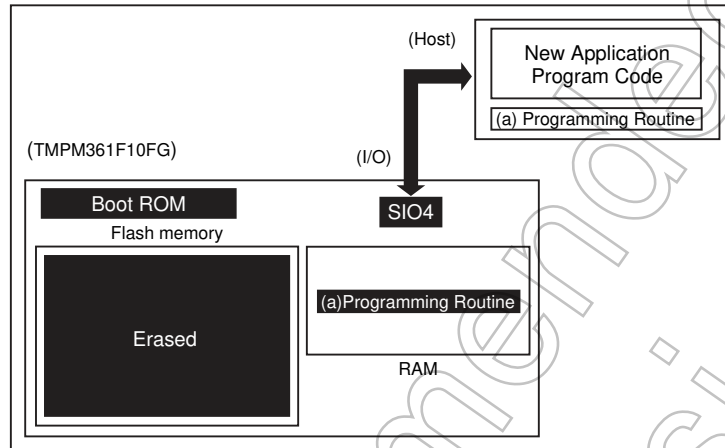 (Host)
New Application
Program Code
(a) Programming Routine
(TMPM361F10FG)
(I/O)
Boot ROM
SIO4
Flash memory
(a)Programming Routine
Erased
RAM